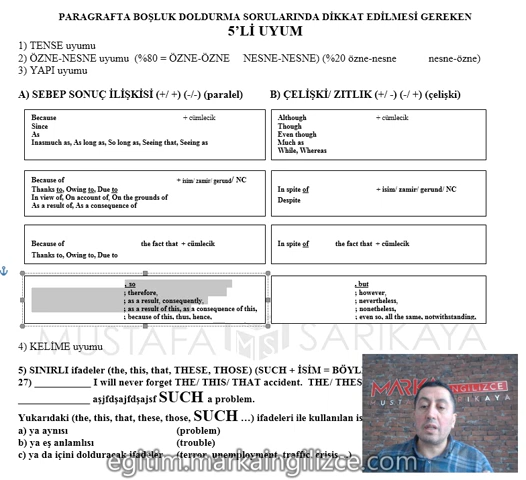 PARAGRAFTA BOŞLUK DOLDURMA SORULARINDA DİKKAT EDİLMESİ GEREKEN
5'Lİ UYUM
1) TENSE uyumu
2) ÖZNE-NESNE uyumu (%80 = ÖZNE-ÖZNE NESNE-NESNE) (%20 özne-nesne nesne-özne)
3) YAPI uyumu
A) SEBEP SONUÇ İLİŞKİSİ (+/ +) (-/-) (paralel)
B) ÇELİŞKİ/ ZITLIK (+/ -) (-/ +) (çelişki)
Because + cümlecik
Since
As
Inasmuch as, As long as, So long as, Seeing that, Seeing as
Although + cümlecik
Though
Even though
Much as
While, Whereas
Because of + isim/ zamir/ gerund/ NC
Thanks to, Owing to, Due to
In view of, On account of, On the grounds of
As a result of, As a consequence of
In spite of + isim/ zamir/ gerund/ NC
Despite
Because of the fact that + cümlecik
Thanks to, Owing to, Due to
In spite of the fact that + cümlecik
, so
; therefore,
; as a result, consequently,
; as a result of this, as a consequence of this,
; because of this, thus, hence,
, but
; however,
; nevertheless,
; nonetheless,
; even so, all the same, notwithstanding,
MUSTAFA SARIKAYA
4) KELİME uyumu
5) SINIRLI ifadeler (the, this, that, THESE, THOSE) (SUCH + İSİM = BÖYL
27) ____________ I will never forget THE/ THIS/ THAT accident. THE/ THES
_______________ aşjfdşajfdşajsf SUCH a problem.
Yukarıdaki (the, this, that, these, those, SUCH …) ifadeleri ile kullanılan is
a) ya aynısı (problem)
b) ya eş anlamlısı (trouble)
c) ya da içini dolduracak ifadeler (terror, unemployment, traffic, crisis...)
eğitim.markaingilizce.com